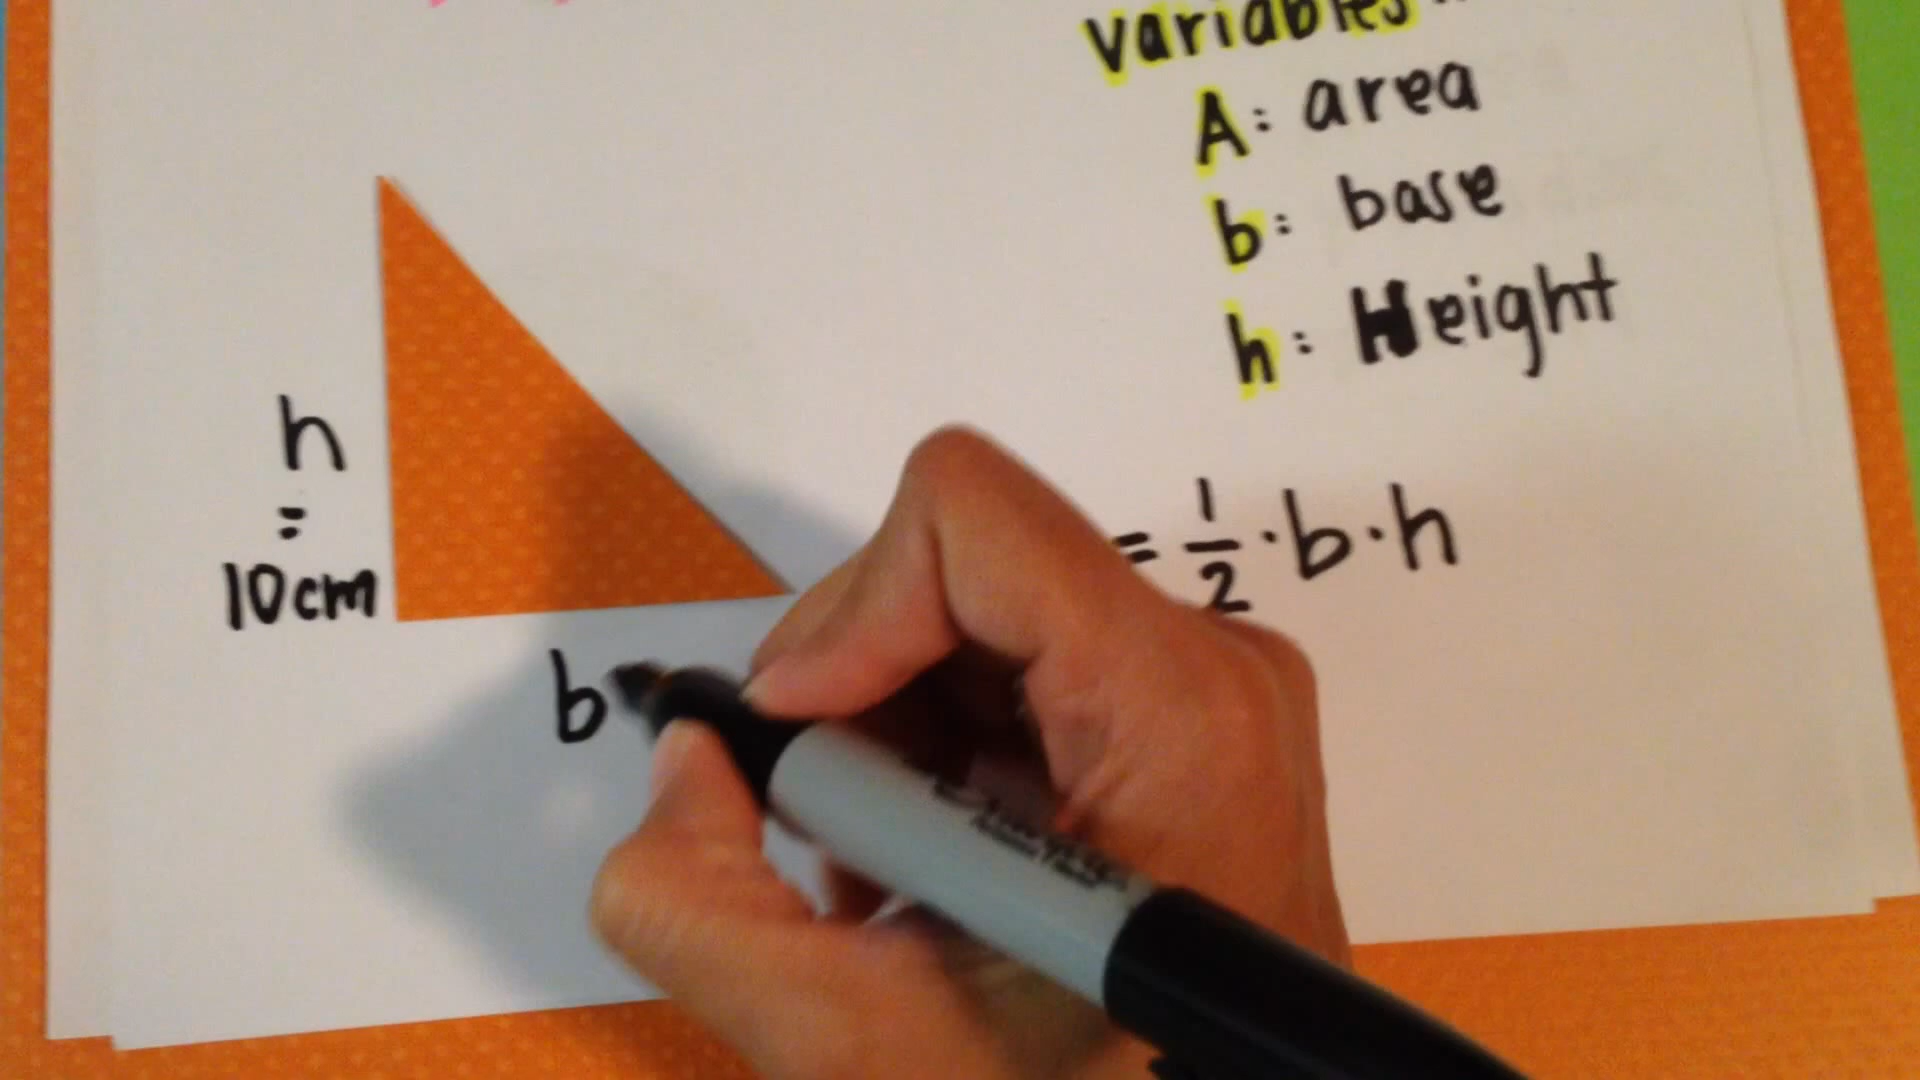 Variables
A: area
b: base
h: Height
h
=
10cm
= 1/2 · b · h
b